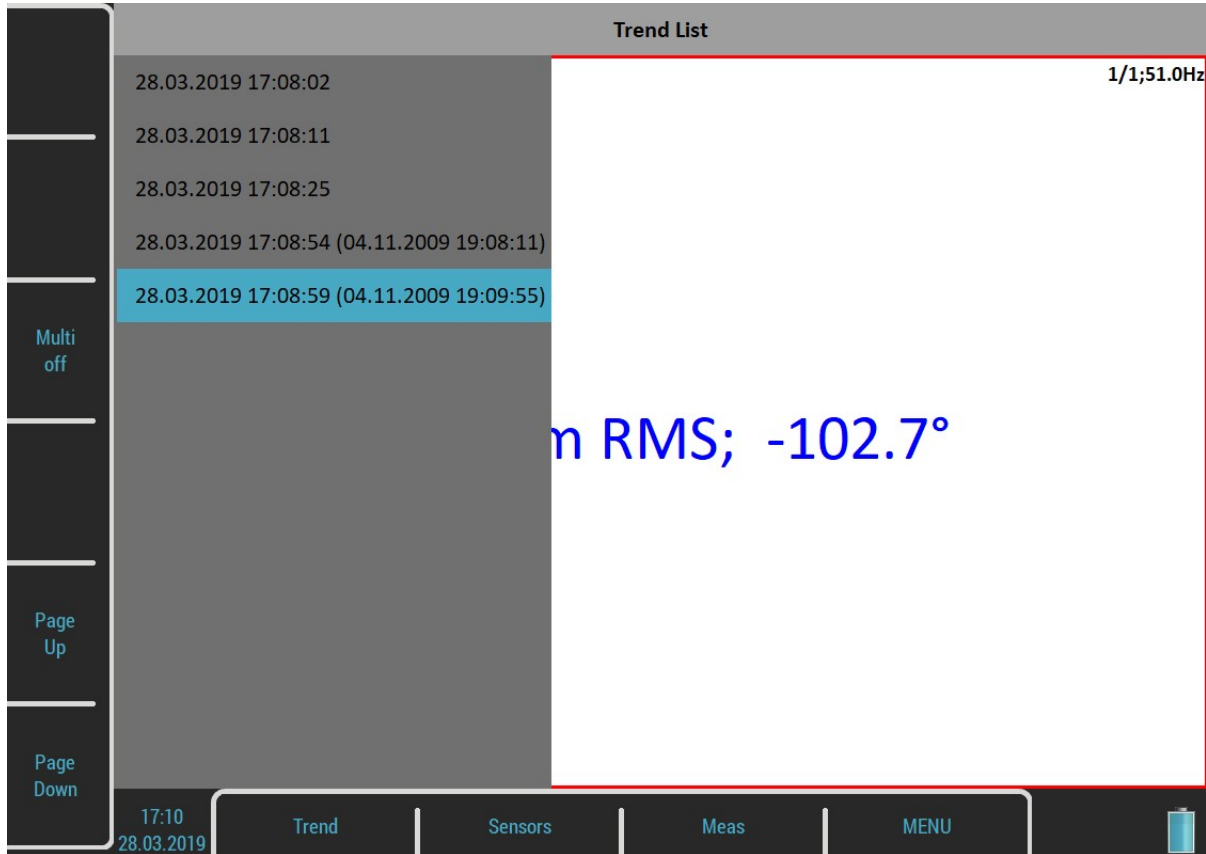 Trend List
28.03.2019 17:08:02
28.03.2019 17:08:11
28.03.2019 17:08:25
28.03.2019 17:08:54 (04.11.2009 19:08:11)
28.03.2019 17:08:59 (04.11.2009 19:09:55)
1/1;51.0Hz
m RMS; -102.7°
Multi
off
Page
Up
Page
Down
17:10
28.03.2019
Trend
Sensors
Meas
MENU